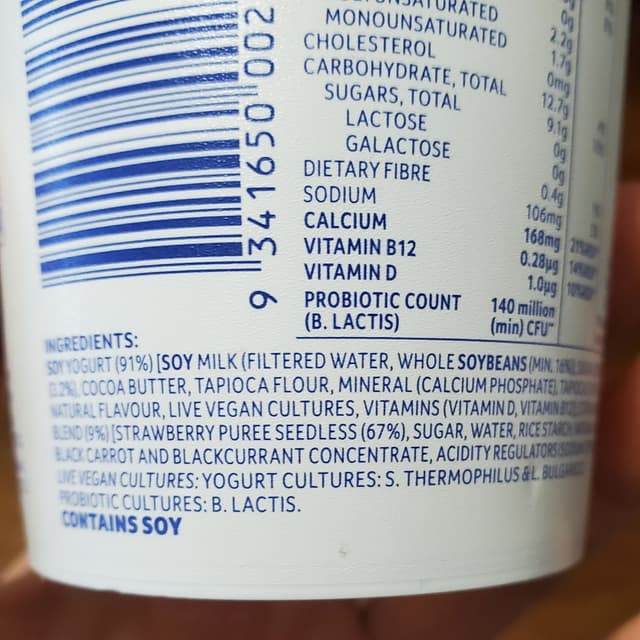 MONOUNSATURATED
2.2g
CHOLESTEROL
1.7g
CARBOHYDRATE, TOTAL
0mg
SUGARS, TOTAL
12.7g
LACTOSE
9.1g
GALACTOSE
0g
DIETARY FIBRE
0g
SODIUM
0.4g
CALCIUM
106mg
VITAMIN B12
168mg
VITAMIN D
0.28µg
1.0µg
PROBIOTIC COUNT
140 million
(B. LACTIS)
(min) CFU
9 341650 002
INGREDIENTS:
SOY YOGURT (91%) [SOY MILK (FILTERED WATER, WHOLE SOYBEANS (MIN.
COCOA BUTTER, TAPIOCA FLOUR, MINERAL (CALCIUM PHOSPHATE),
NATURAL FLAVOUR, LIVE VEGAN CULTURES, VITAMINS (VITAMIN D, VITAMIN B12)],
BLEND (9%) [STRAWBERRY PUREE SEEDLESS (67%), SUGAR, WATER, RICE STARCH,
BLACK CARROT AND BLACKCURRANT CONCENTRATE, ACIDITY REGULATORS
LIVE VEGAN CULTURES: YOGURT CULTURES: S. THERMOPHILUS & L.
PROBIOTIC CULTURES: B. LACTIS.
CONTAINS SOY